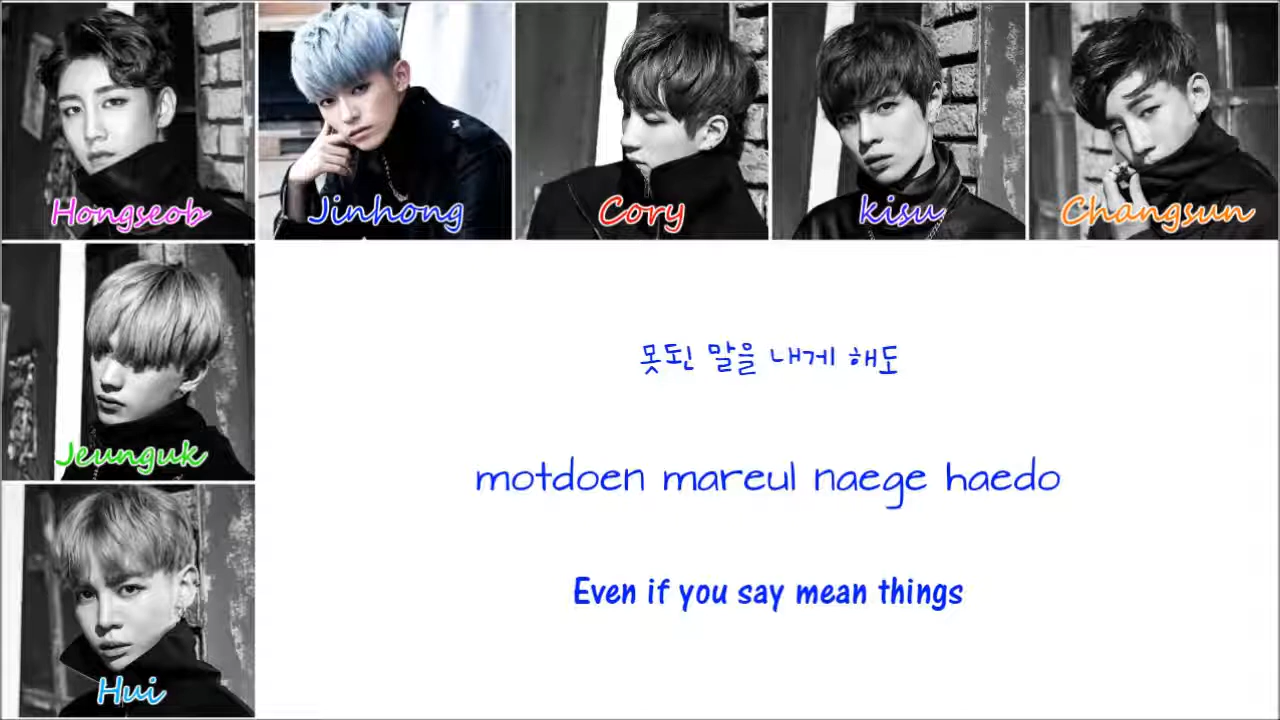 Hongseob
Jinhong
Cory
kisu
Changsun
Jeunguk
Hui
못된 말을 내게 해도
motdoen mareul naege haedo
Even if you say mean things